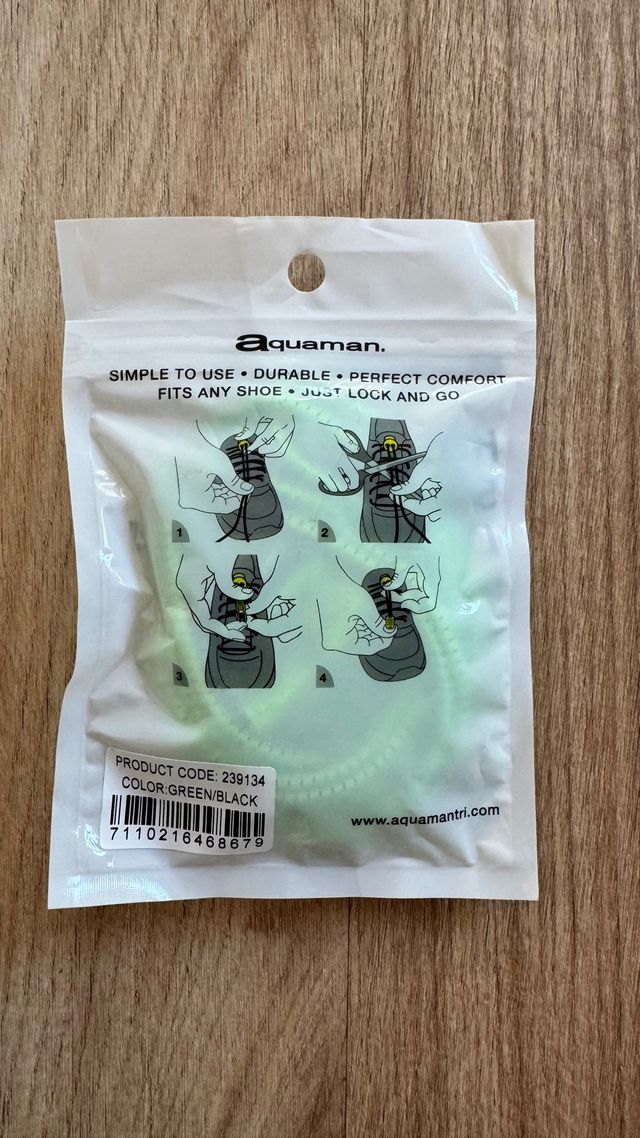 aquaman.
SIMPLE TO USE • DURABLE • PERFECT COMFORT
FITS ANY SHOE • JUST LOCK AND GO
1
2
3
4
PRODUCT CODE: 239134
COLOR:GREEN/BLACK
7110216468679
www.aquamantri.com